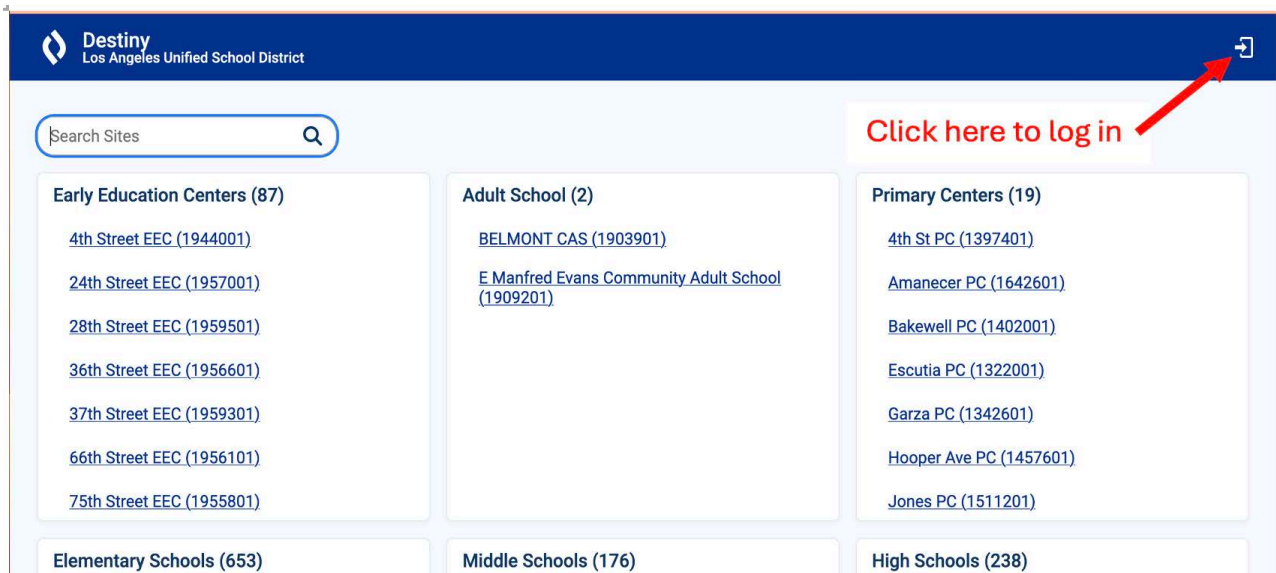 Destiny
Los Angeles Unified School District
Click here to log in
Search Sites
Early Education Centers (87)
4th Street EEC (1944001)
24th Street EEC (1957001)
28th Street EEC (1959501)
36th Street EEC (1956601)
37th Street EEC (1959301)
66th Street EEC (1956101)
75th Street EEC (1955801)
Adult School (2)
BELMONT CAS (1903901)
E Manfred Evans Community Adult School
(1909201)
Primary Centers (19)
4th St PC (1397401)
Amanecer PC (1642601)
Bakewell PC (1402001)
Escutia PC (1322001)
Garza PC (1342601)
Hooper Ave PC (1457601)
Jones PC (1511201)
Elementary Schools (653)
Middle Schools (176)
High Schools (238)